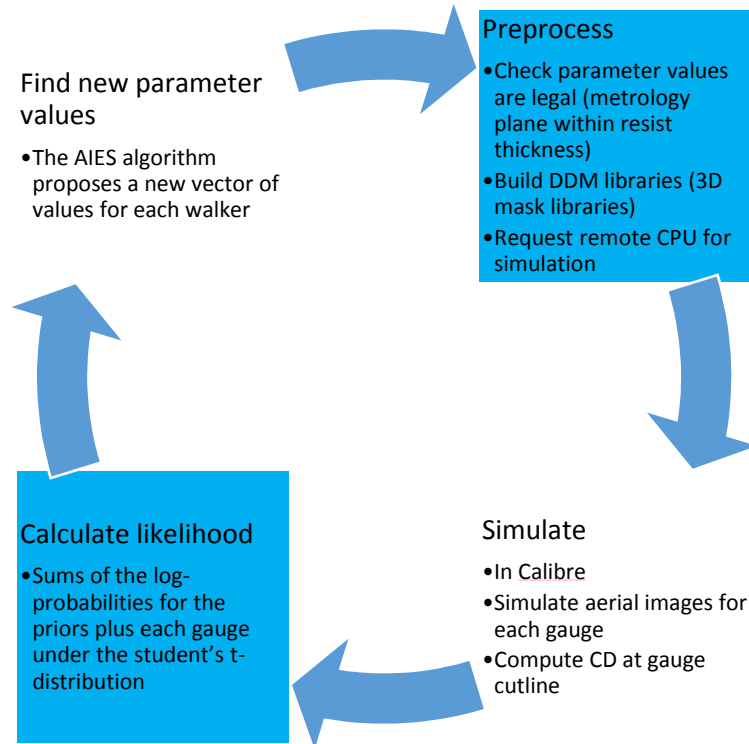 Find new parameter
values
•The AIES algorithm
proposes a new vector of
values for each walker
Preprocess
•Check parameter values
are legal (metrology
plane within resist
thickness)
•Build DDM libraries (3D
mask libraries)
•Request remote CPU for
simulation
Simulate
•In Calibre
•Simulate aerial images for
each gauge
•Compute CD at gauge
cutline
Calculate likelihood
•Sums of the log-
probabilities for the
priors plus each gauge
under the student's t-
distribution